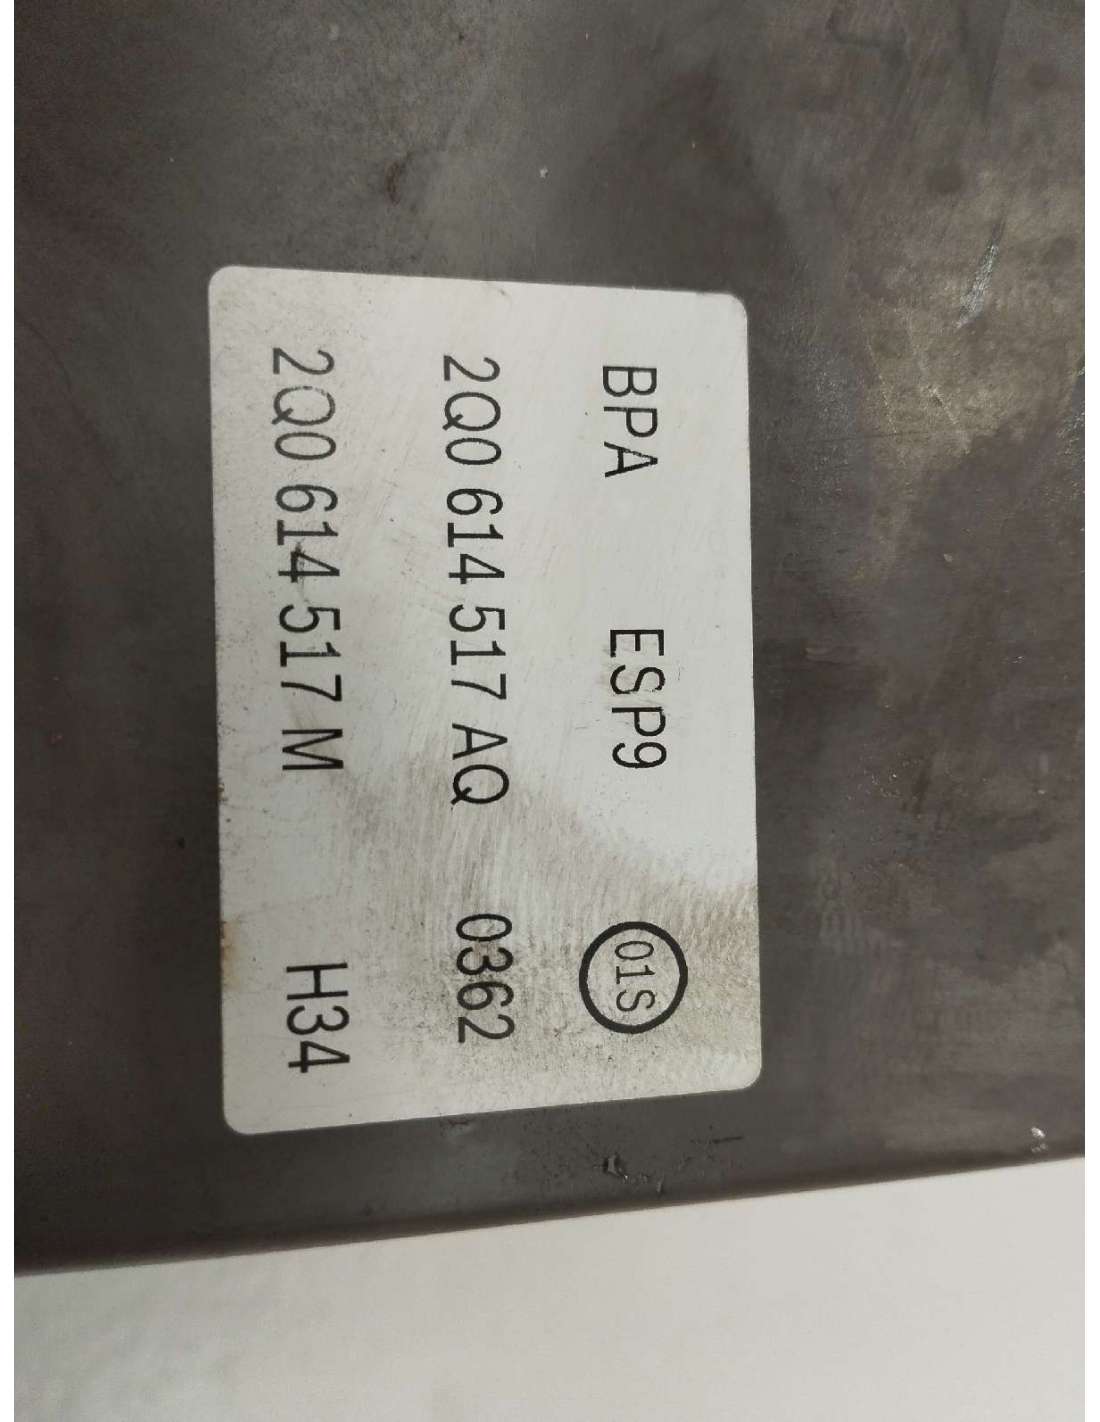 BPA ESP9 01S
2Q0 614 517 AQ 0362
2Q0 614 517 M H34